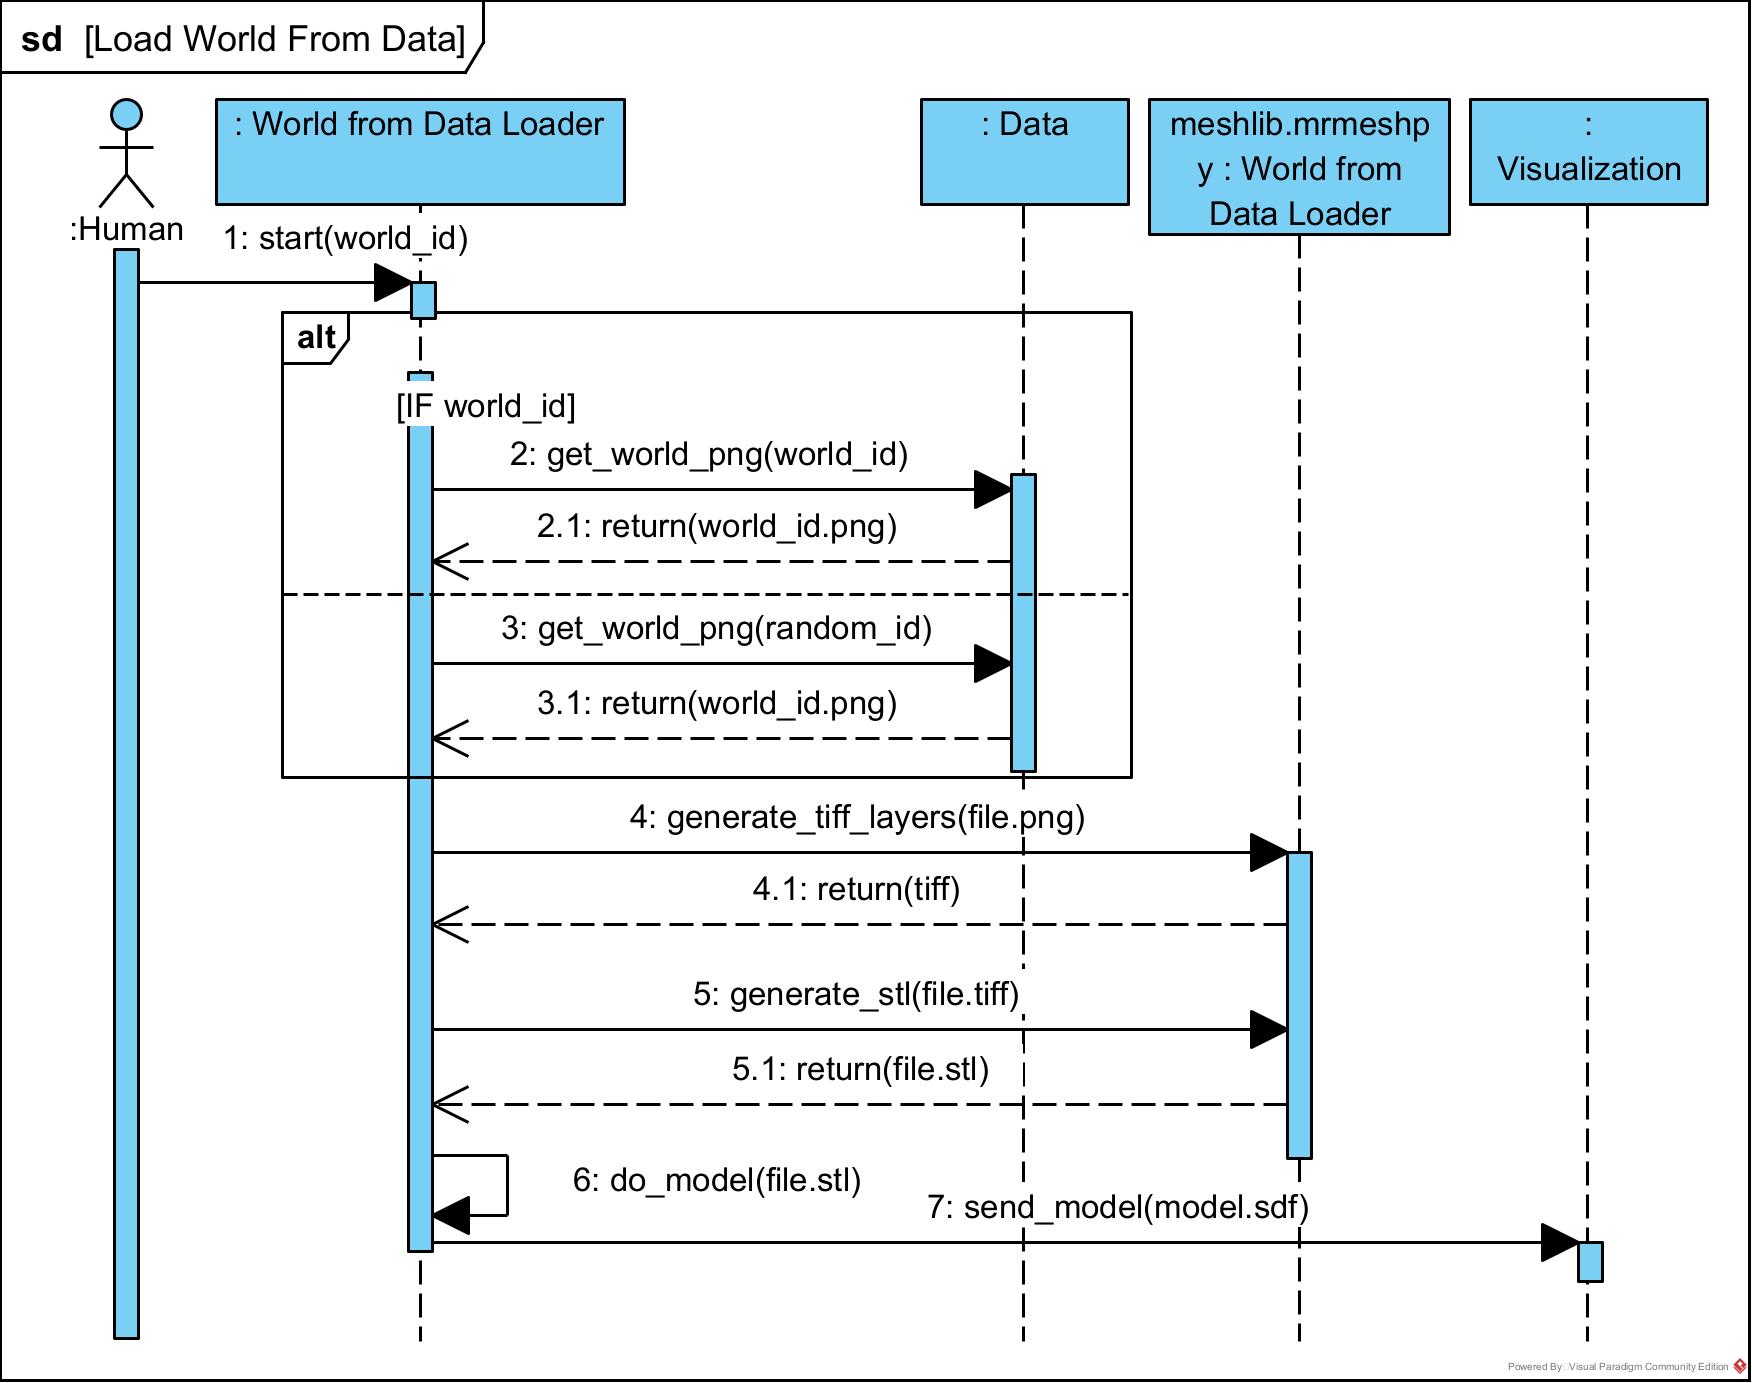 sd [Load World From Data]
:Human
: World from Data Loader
: Data
meshlib.mrmeshp
y : World from
Data Loader
:
Visualization
1: start(world_id)
alt
[IF world_id]
2: get_world_png(world_id)
2.1: return(world_id.png)
3: get_world_png(random_id)
3.1: return(world_id.png)
4: generate_tiff_layers(file.png)
4.1: return(tiff)
5: generate_stl(file.tiff)
5.1: return(file.stl)
6: do_model(file.stl)
7: send_model(model.sdf)
Powered By Visual Paradigm Community Edition